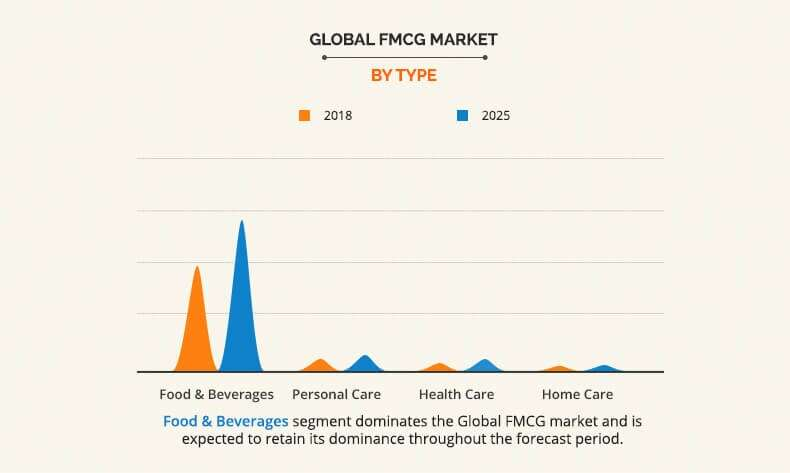 GLOBAL FMCG MARKET
BY TYPE
2018 2025
Food & Beverages Personal Care Health Care Home Care
Food & Beverages segment dominates the Global FMCG market and is
expected to retain its dominance throughout the forecast period.